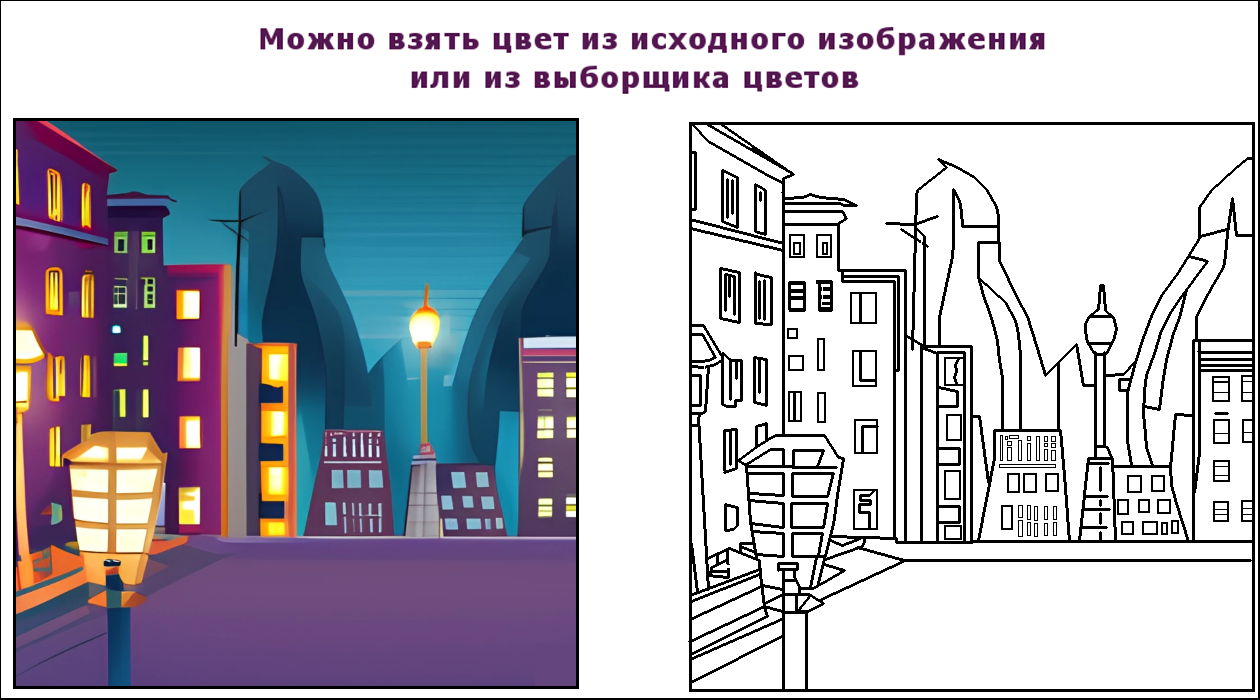 Можно взять цвет из исходного изображения
или из выборщика цветов